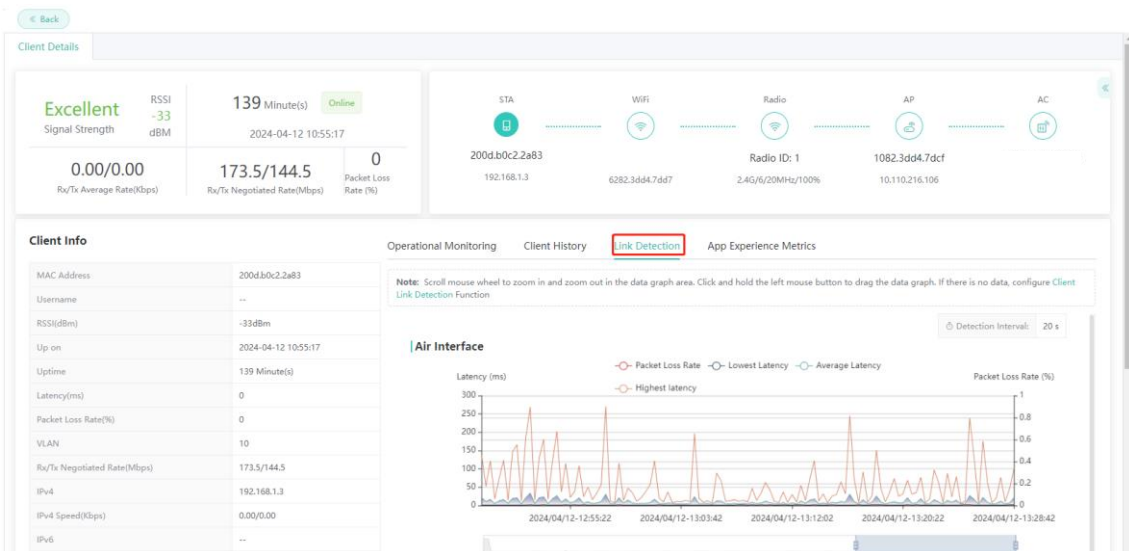 « Back
Client Details
Excellent
Signal Strength
RSSI
-33
dBM
139 Minute(s) Online
2024-04-12 10:55:17
0.00/0.00
Rx/Tx Average Rate(Kbps)
173.5/144.5
Rx/Tx Negotiated Rate(Mbps)
0
Packet Loss
Rate (%)
STA WiFi Radio AP AC
200d.b0c2.2a83 Radio ID: 1 1082.3dd4.7dcf
192.168.1.3 6282.3dd4.7dd7 2.4G/6/20MHz/100% 10.110.216.106
«
Client Info
MAC Address 200d.b0c2.2a83
Username --
RSSI(dBm) -33dBm
Up on 2024-04-12 10:55:17
Uptime 139 Minute(s)
Latency(ms) 0
Packet Loss Rate(%) 0
VLAN 10
Rx/Tx Negotiated Rate(Mbps) 173.5/144.5
IPv4 192.168.1.3
IPv4 Speed(Kbps) 0.00/0.00
IPv6 --
Operational Monitoring Client History Link Detection App Experience Metrics
Note: Scroll mouse wheel to zoom in and zoom out in the data graph area. Click and hold the left mouse button to drag the data graph. If there is no data, configure Client
Link Detection Function
Detection Interval: 20 s
Air Interface
Packet Loss Rate Lowest Latency Average Latency
Highest latency
Latency (ms) Packet Loss Rate (%)
300 1
250 0.8
200 0.6
150 0.4
100 0.2
50
0 0
2024/04/12-12:55:22 2024/04/12-13:03:42 2024/04/12-13:12:02 2024/04/12-13:20:22 2024/04/12-13:28:42